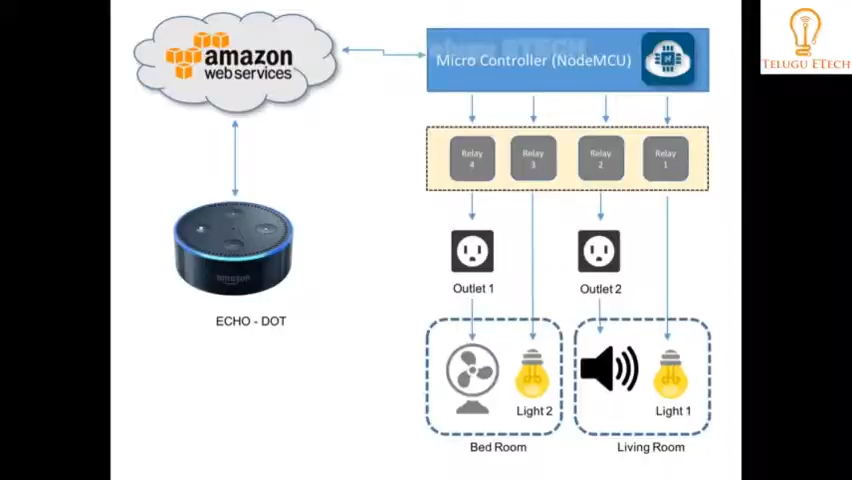 amazon
web services
Micro Controller (NodeMCU)
TELUGU ETECH
Relay
4
Relay
3
Relay
2
Relay
1
amazon
ECHO - DOT
Outlet 1
Outlet 2
Light 2
Light 1
Bed Room
Living Room